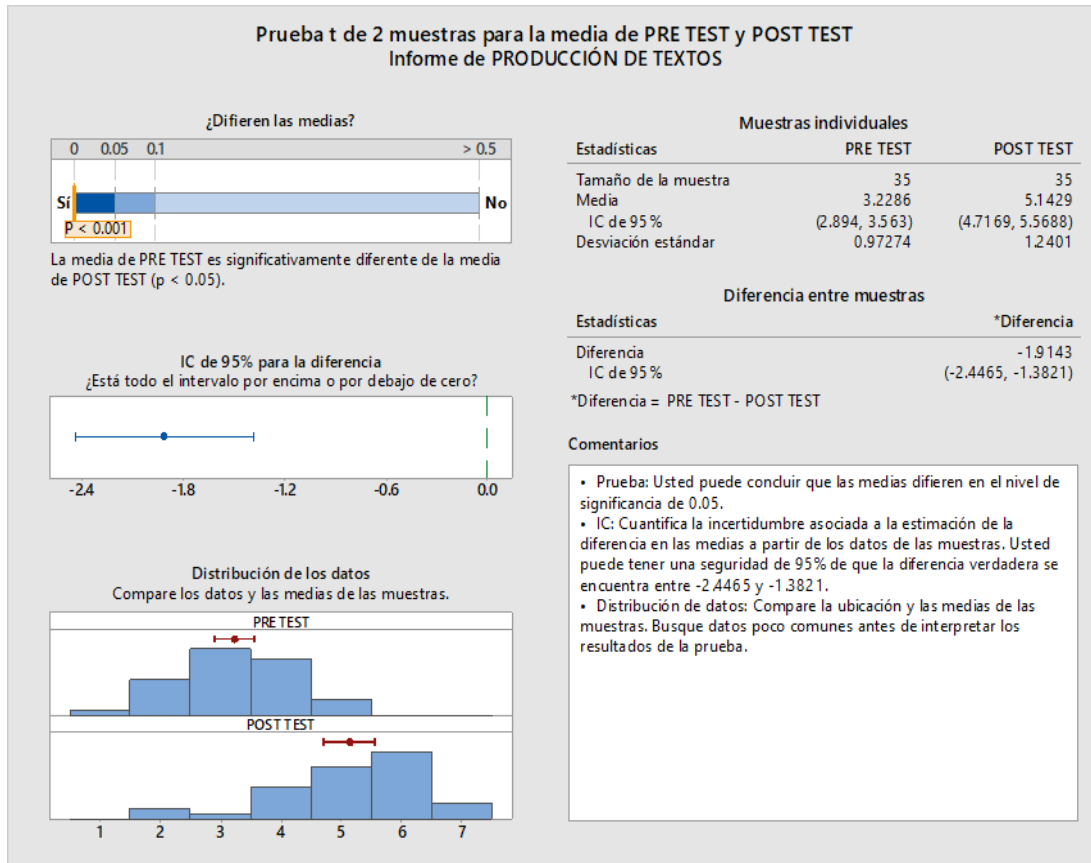 Prueba t de 2 muestras para la media de PRE TEST y POST TEST
Informe de PRODUCCIÓN DE TEXTOS
¿Difieren las medias?
0 0.05 0.1 > 0.5
Sí No
P < 0.001
La media de PRE TEST es significativamente diferente de la media
de POST TEST (p < 0.05).
IC de 95% para la diferencia
¿Está todo el intervalo por encima o por debajo de cero?
-2.4 -1.8 -1.2 -0.6 0.0
Distribución de los datos
Compare los datos y las medias de las muestras.
PRE TEST
POST TEST
1 2 3 4 5 6 7
Muestras individuales
Estadísticas PRE TEST POST TEST
Tamaño de la muestra 35 35
Media 3.2286 5.1429
IC de 95% (2.894, 3.563) (4.7169, 5.5688)
Desviación estándar 0.97274 1.2401
Diferencia entre muestras
Estadísticas *Diferencia
Diferencia -1.9143
IC de 95% (-2.4465, -1.3821)
*Diferencia = PRE TEST - POST TEST
Comentarios
• Prueba: Usted puede concluir que las medias difieren en el nivel de
significancia de 0.05.
• IC: Cuantifica la incertidumbre asociada a la estimación de la
diferencia en las medias a partir de los datos de las muestras. Usted
puede tener una seguridad de 95% de que la diferencia verdadera se
encuentra entre -2.4465 y -1.3821.
• Distribución de datos: Compare la ubicación y las medias de las
muestras. Busque datos poco comunes antes de interpretar los
resultados de la prueba.